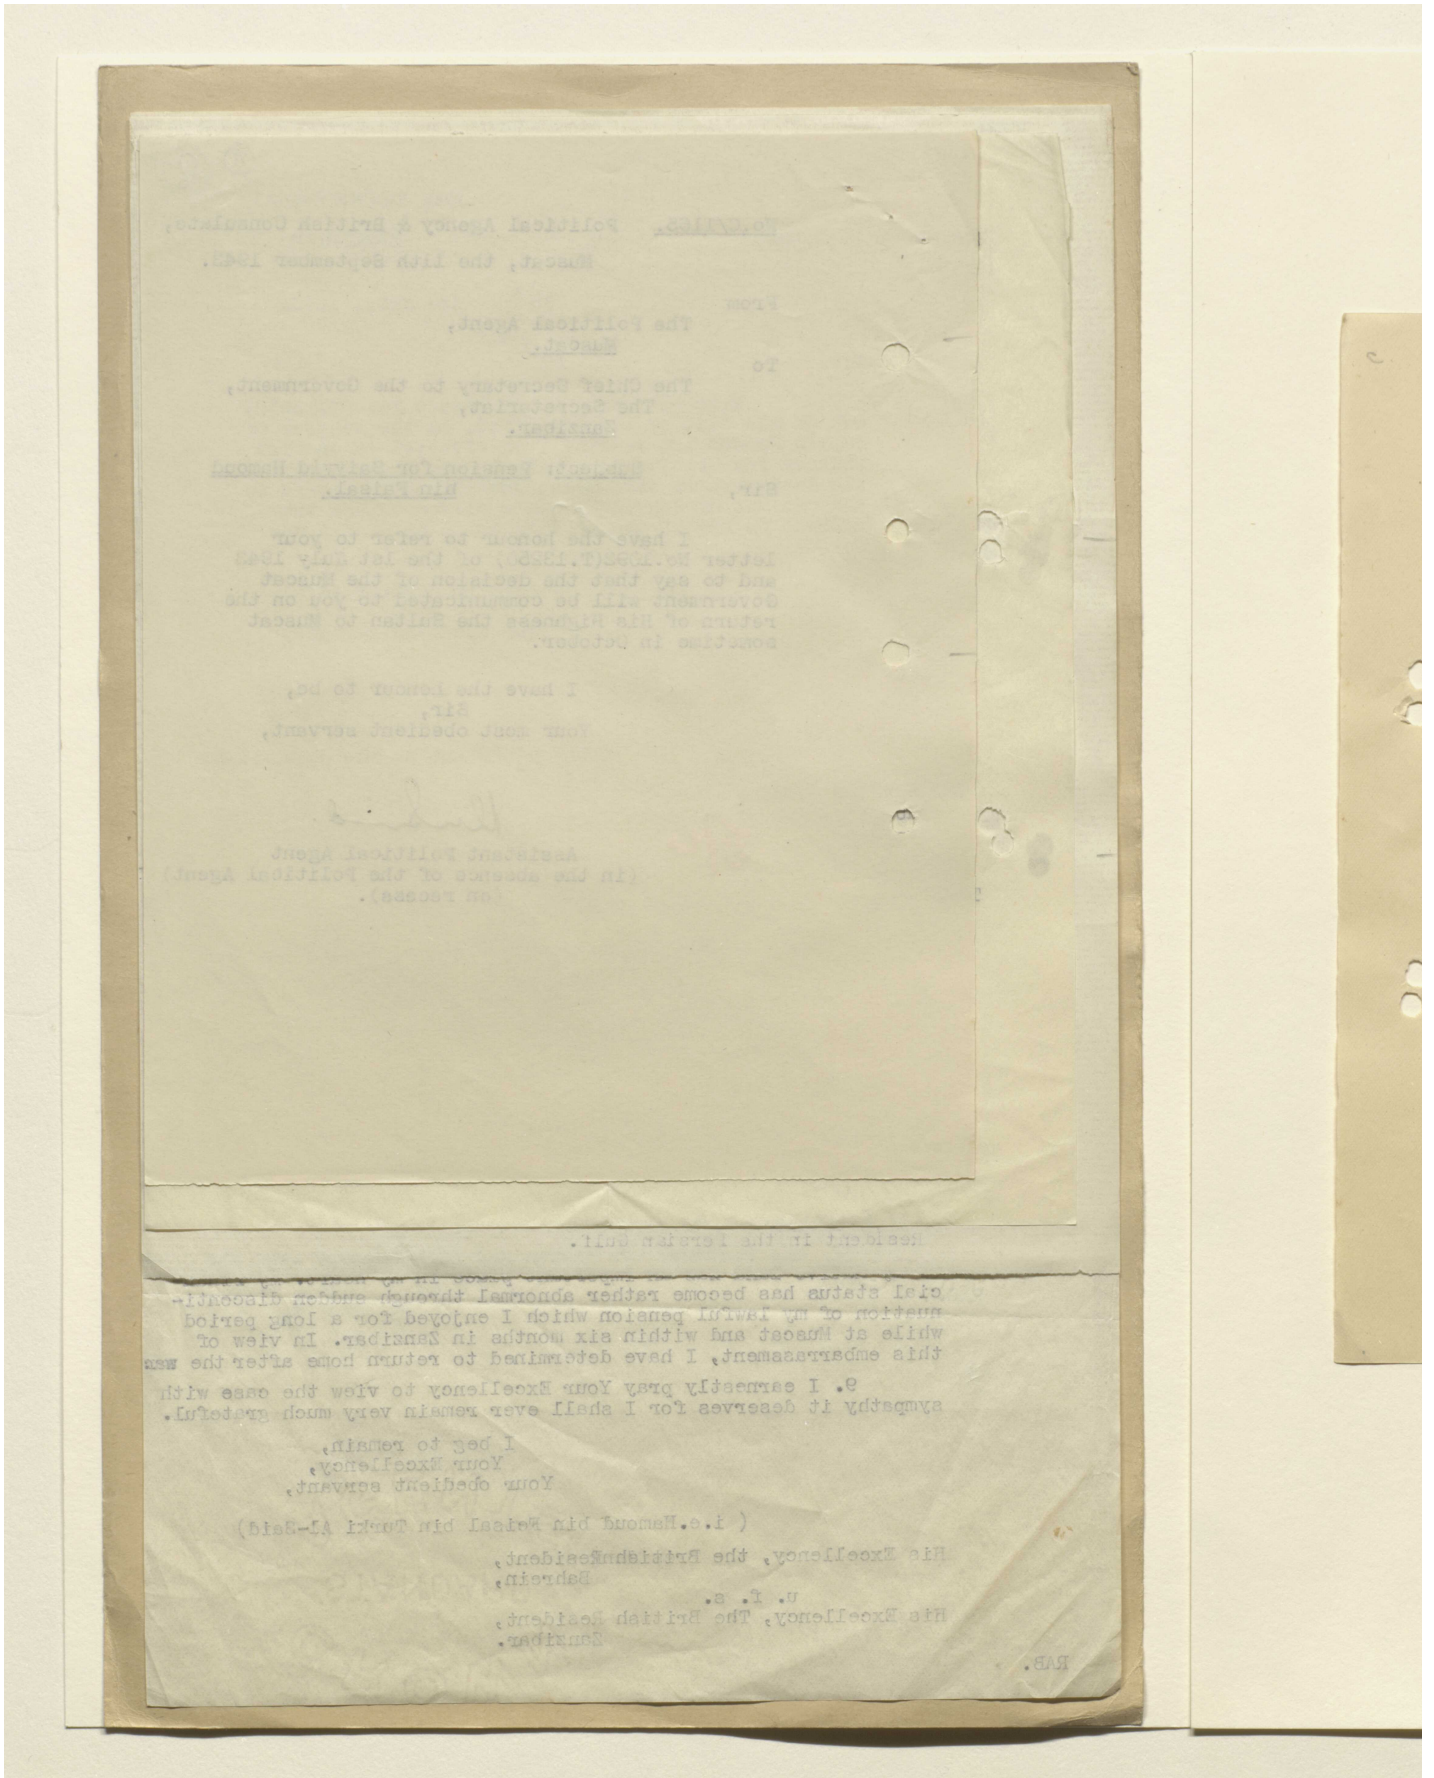 Political Agency & British Consulate,
Muscat, the 11th September 1943.
From
The Political Agent,
Muscat.
To
The Chief Secretary to the Government,
The Secretariat,
Zanzibar.
Subject: Pension for Saiyid Hamoud
bin Faisal.
Sir,
I have the honour to refer to your
letter No.1092(T.13256) of the 1st July 1943
and to say that the decision of the Muscat
Government will be communicated to you on the
return of His Highness the Sultan to Muscat
sometime in October.
I have the honour to be,
Sir,
Your most obedient servant,
Assistant Political Agent
(in the absence of the Political Agent
(on recess).
Resident in the Persian Gulf.
cial status has become rather abnormal through sudden disconti-
nuation of my lawful pension which I enjoyed for a long period
while at Muscat and within six months in Zanzibar. In view of
this embarrassment, I have determined to return home after the war
9. I earnestly pray Your Excellency to view the case with
sympathy it deserves for I shall ever remain very much grateful.
I beg to remain,
Your Excellency,
Your obedient servant,
( i.e.Hamoud bin Feisal bin Turki Al-Said)
His Excellency, the British Resident,
Bahrein,
u. f. s.
His Excellency, The British Resident,
Zanzibar.
RAB.